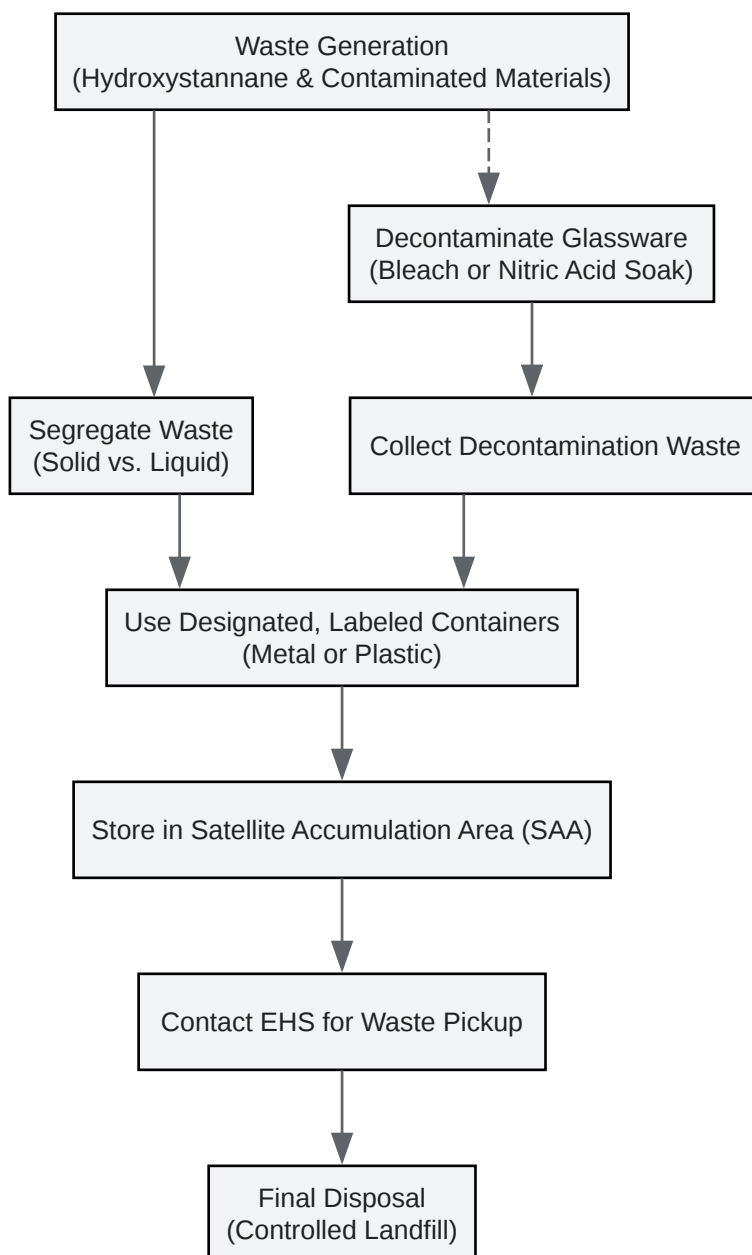 Waste Generation
(Hydroxystannane & Contaminated Materials)
Decontaminate Glassware
(Bleach or Nitric Acid Soak)
Segregate Waste
(Solid vs. Liquid)
Collect Decontamination Waste
Use Designated, Labeled Containers
(Metal or Plastic)
Store in Satellite Accumulation Area (SAA)
Contact EHS for Waste Pickup
Final Disposal
(Controlled Landfill)